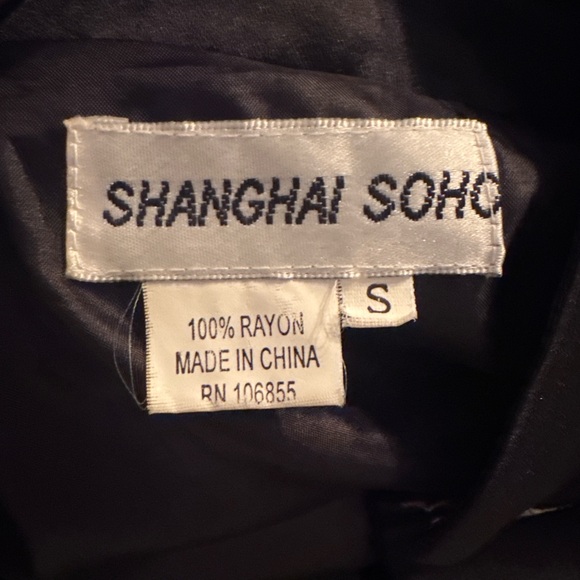 SHANGHAI SOHO
S
100% RAYON
MADE IN CHINA
RN 106855